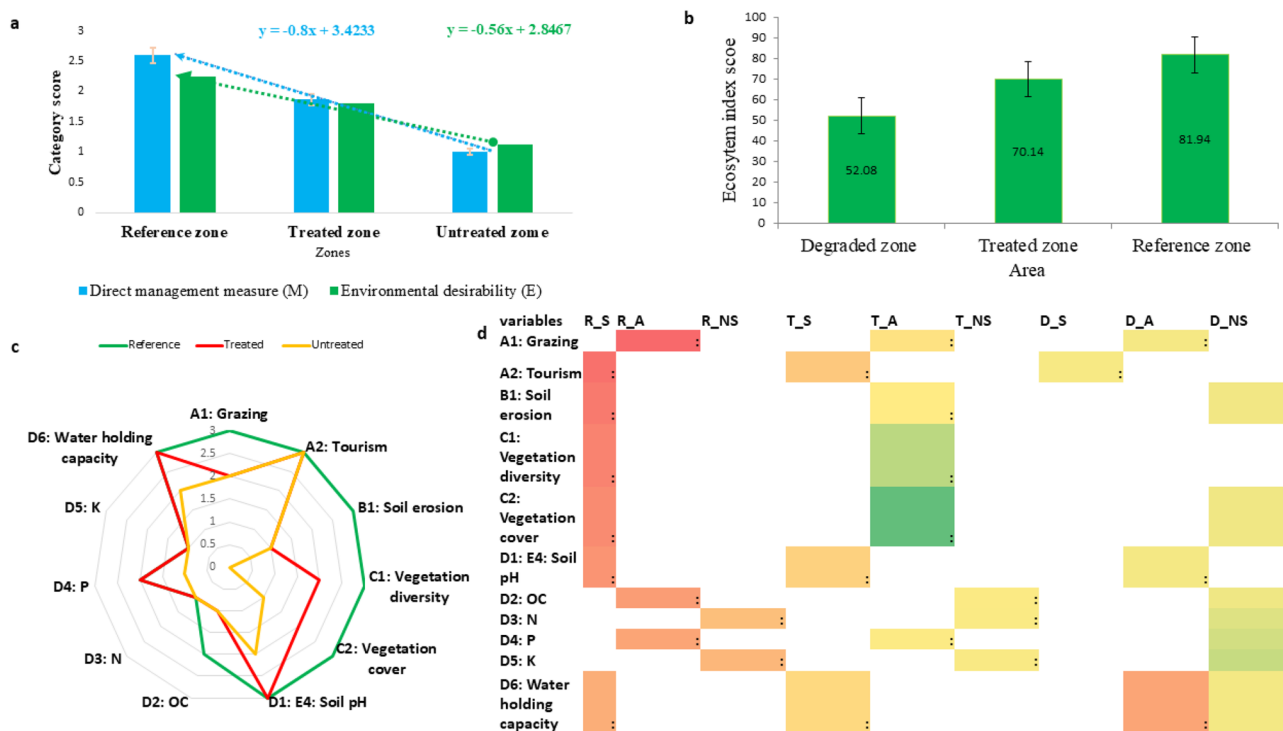 a
y = -0.8x + 3.4233
y = -0.56x + 2.8467
Category score
3
2.5
2
1.5
1
0.5
0
Reference zone
Treated zone
Untreated zome
Zones
Direct management measure (M)
Environmental desirability (E)
b
Ecosytem index scoe
100
90
80
70
60
50
40
30
20
10
0
52.08
70.14
81.94
Degraded zone
Treated zone
Reference zone
Area
c
Reference
Treated
Untreated
A1: Grazing
A2: Tourism
B1: Soil erosion
C1: Vegetation
diversity
C2: Vegetation
cover
D1: E4: Soil pH
D2: OC
D3: N
D4: P
D5: K
D6: Water holding
capacity
3
2.5
2
1.5
1
0.5
0
d
variables R_S R_A R_NS T_S T_A T_NS D_S D_A D_NS
A1: Grazing : : :
A2: Tourism : : :
B1: Soil
erosion : :
C1:
Vegetation
diversity : :
C2:
Vegetation
cover : :
D1: E4: Soil
pH : : :
D2: OC : :
D3: N : :
D4: P : :
D5: K : :
D6: Water
holding
capacity : : :